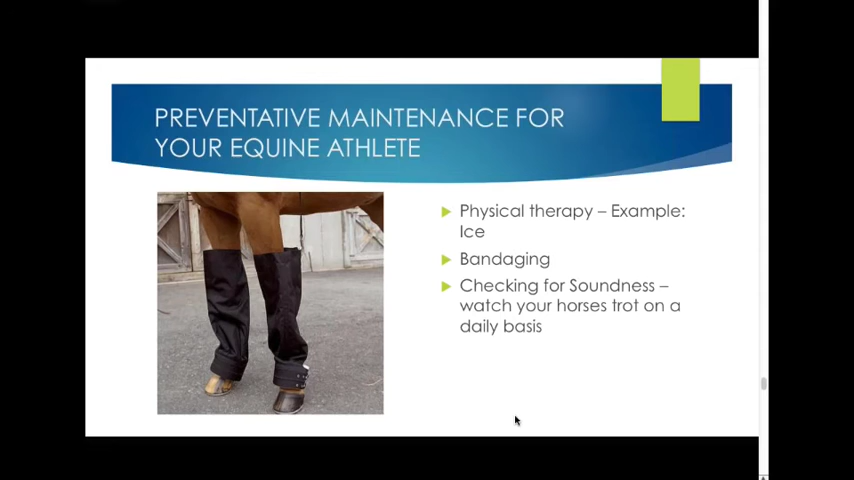 PREVENTATIVE MAINTENANCE FOR
YOUR EQUINE ATHLETE
Physical therapy – Example:
Ice
Bandaging
Checking for Soundness –
watch your horses trot on a
daily basis